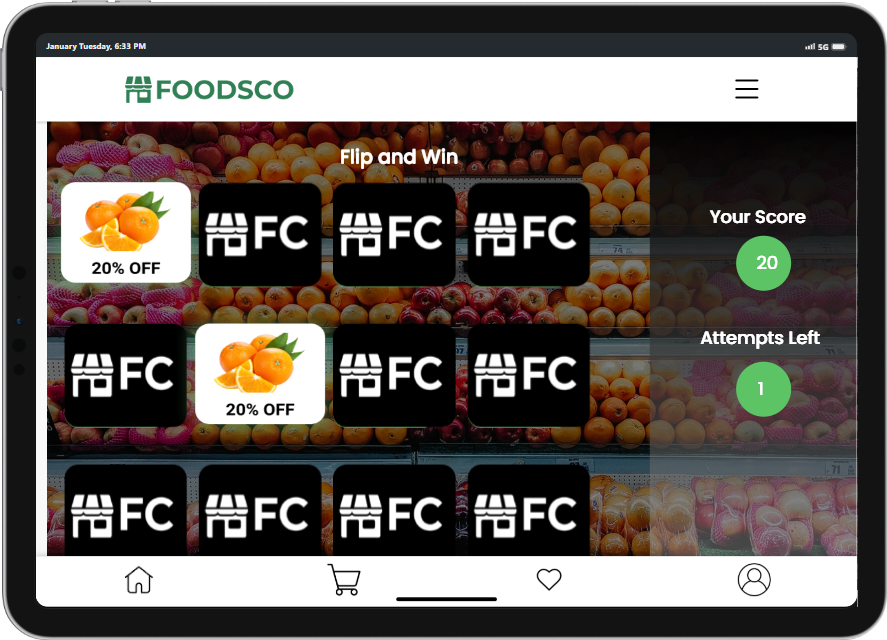 January Tuesday, 6:33 PM
5G
FOODSCO
Flip and Win
20% OFF
FC
FC
FC
Your Score
20
FC
20% OFF
FC
FC
Attempts Left
1
FC
FC
FC
FC